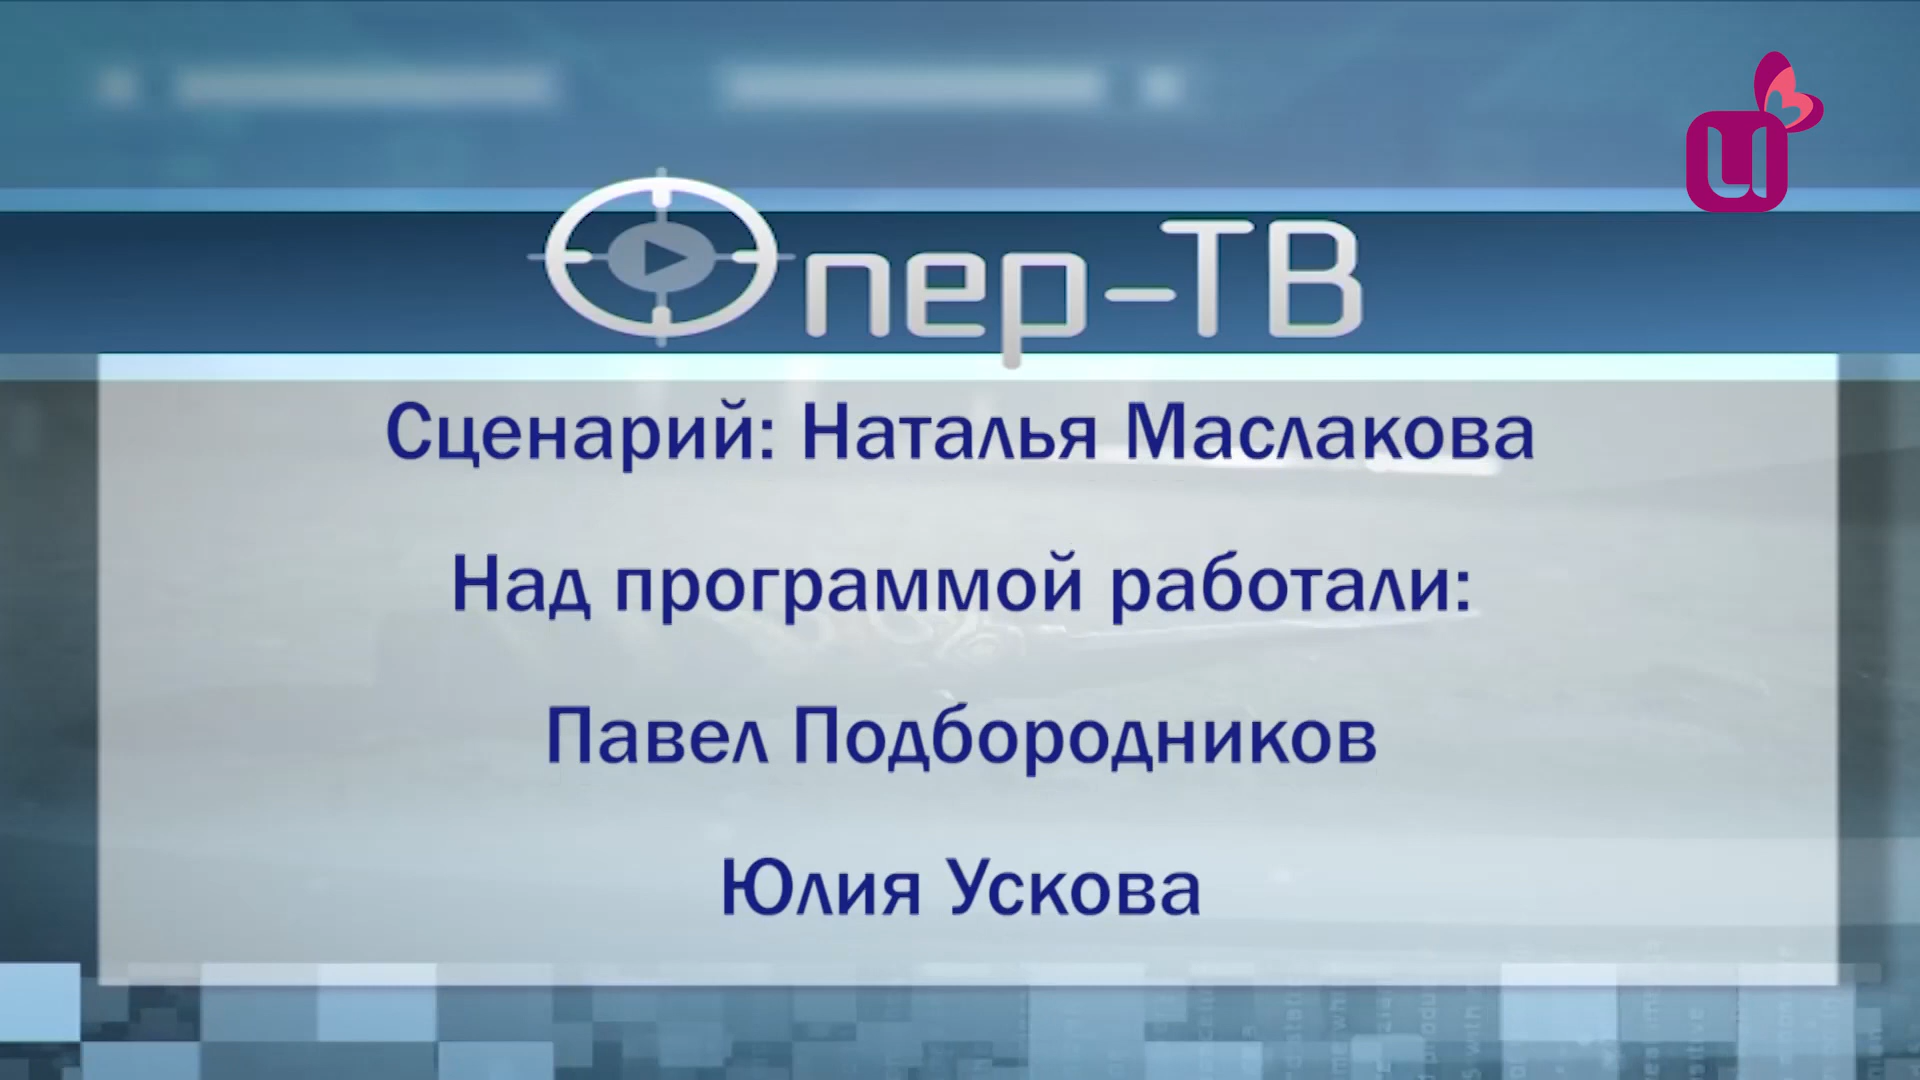 Опер-ТВ
Сценарий: Наталья Маслакова
Над программой работали:
Павел Подбородников
Юлия Ускова